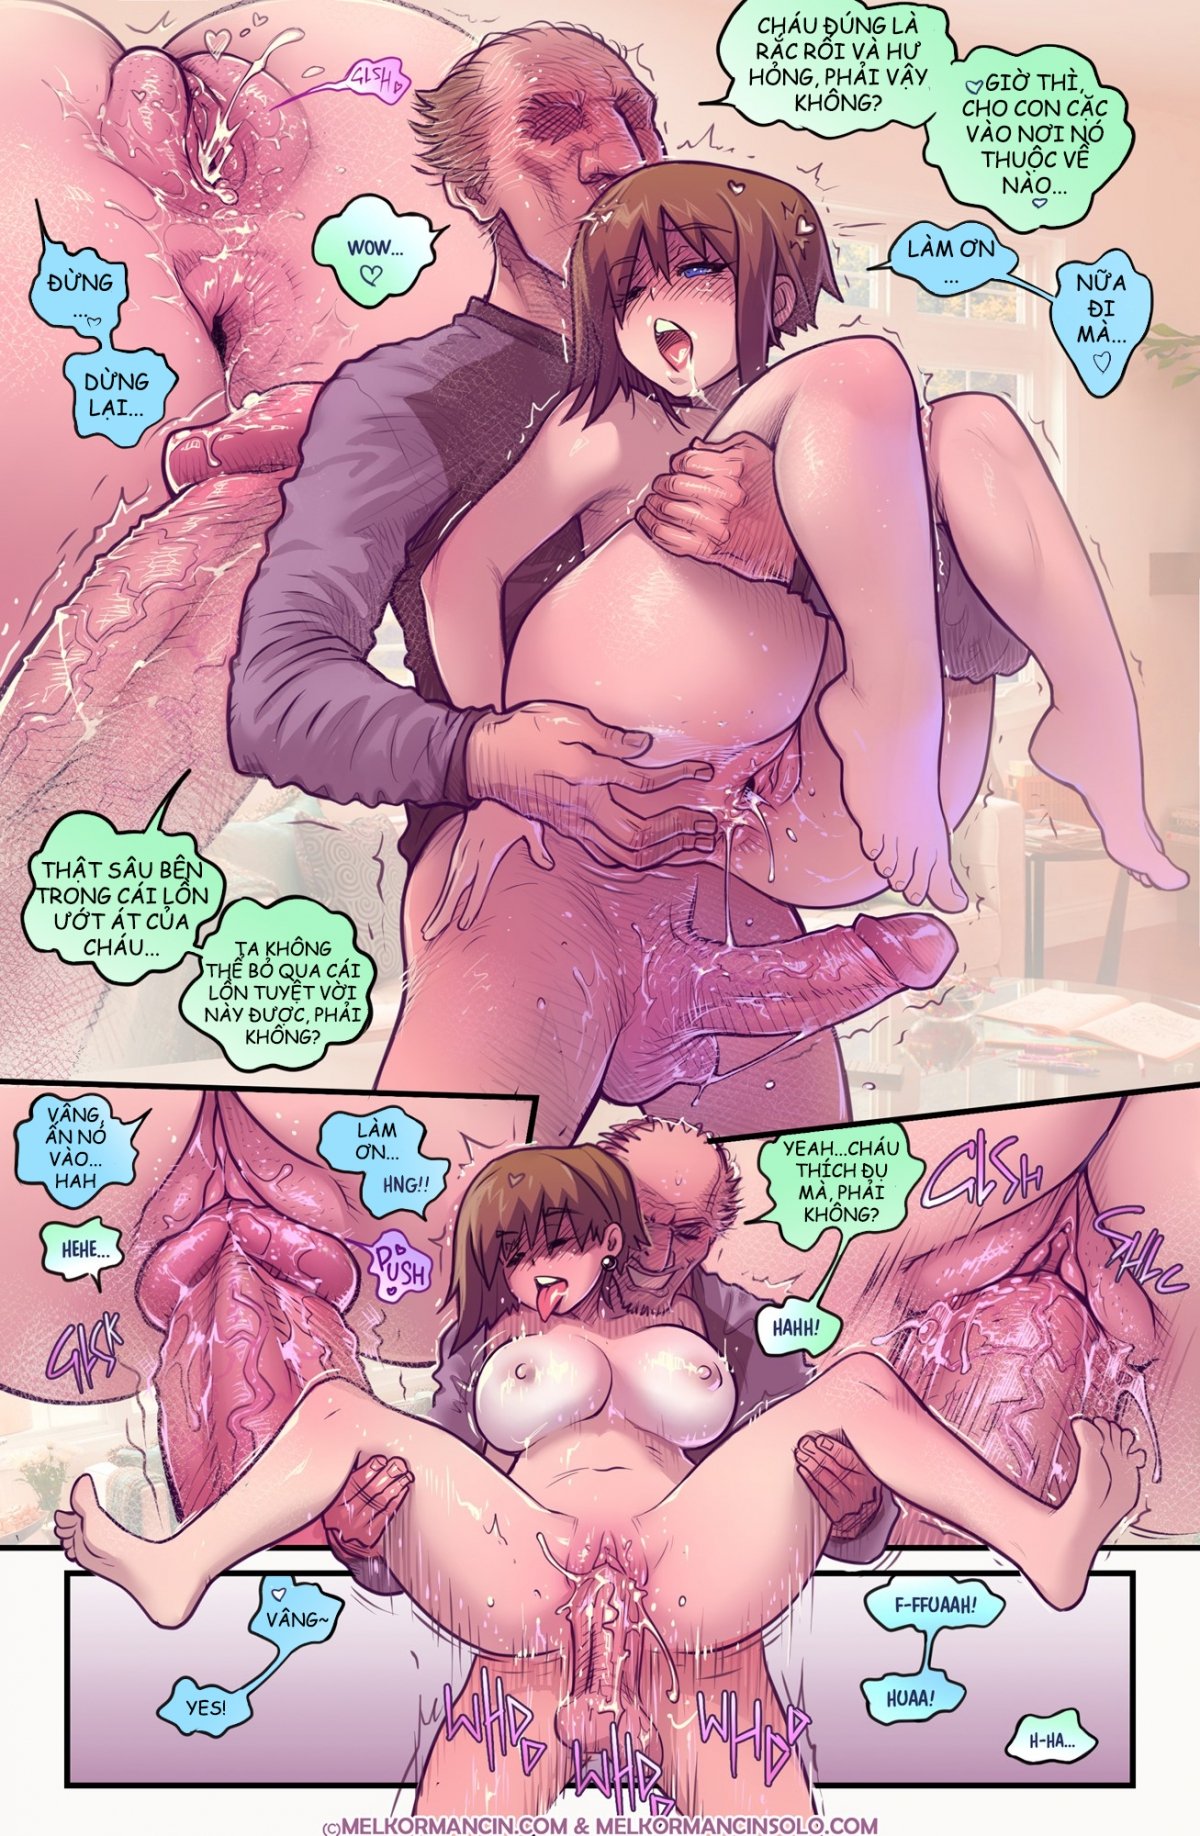 CHÁU ĐÚNG LÀ
RẮC RỐI VÀ HƯ
HỎNG, PHẢI VẬY
KHÔNG?
GIỜ THÌ,
CHO CON CẶC
VÀO NƠI NÓ
THUỘC VỀ
NÀO...
GLSH
WOW...
ĐỪNG
...
DỪNG
LẠI...
LÀM ƠN
...
NỮA
ĐI
MÀ...
THẬT SÂU BÊN
TRONG CÁI LỒN
ƯỚT ÁT CỦA
CHÁU...
TA KHÔNG
THỂ BỎ QUA CÁI
LỒN TUYỆT VỜI
NÀY ĐƯỢC, PHẢI
KHÔNG?
VÂNG,
ẤN NÓ
VÀO...
HAH
HEHE...
LÀM
ƠN...
HNG!!
PUSH
GLSK
YEAH...CHÁU
THÍCH ĐỤ
MÀ, PHẢI
KHÔNG?
HAHH!
GLSH
SHLC
VÂNG~
YES!
F-FFUAAH!
HUAA!
H-HA...
WHD
WHD
WHD
(C)MELKORMANCIN.COM & MELKORMANCINSOLO.COM